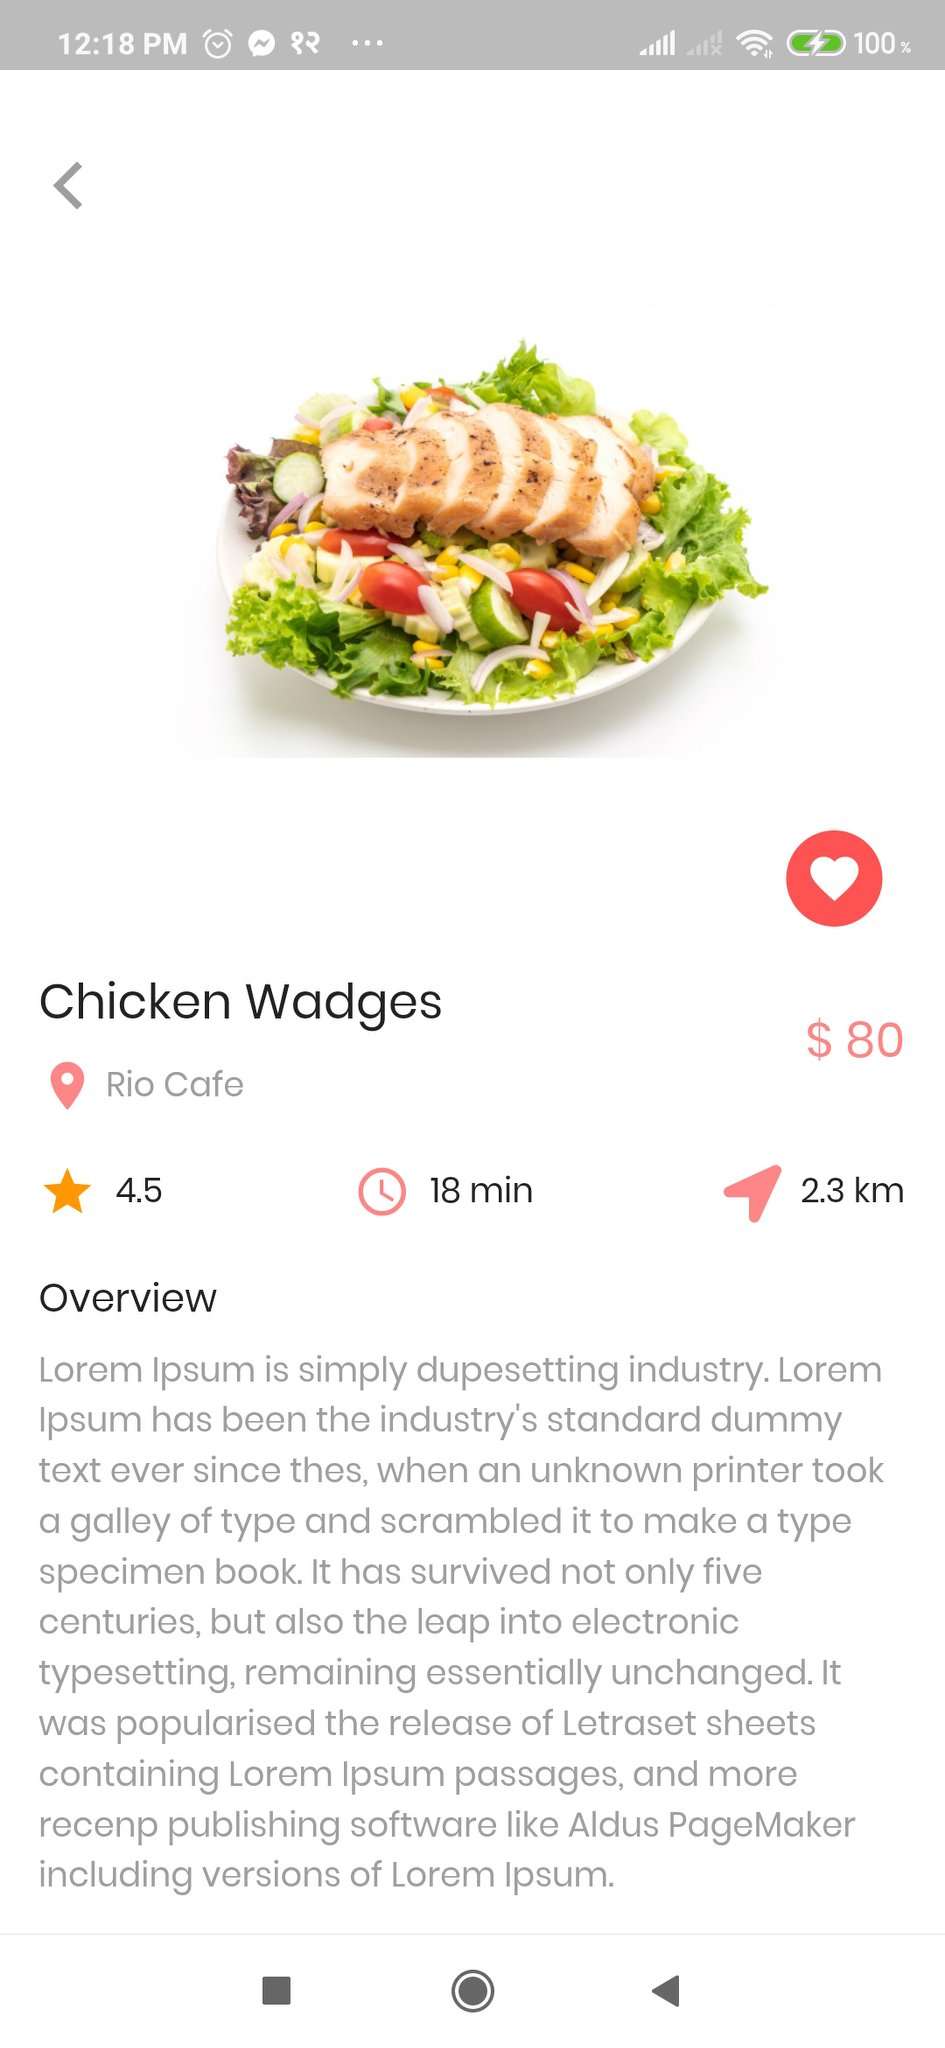 12:18 PM १२ ... 100 %
Chicken Wadges
$ 80
Rio Cafe
4.5 18 min 2.3 km
Overview
Lorem Ipsum is simply dupesetting industry. Lorem
Ipsum has been the industry's standard dummy
text ever since thes, when an unknown printer took
a galley of type and scrambled it to make a type
specimen book. It has survived not only five
centuries, but also the leap into electronic
typesetting, remaining essentially unchanged. It
was popularised the release of Letraset sheets
containing Lorem Ipsum passages, and more
recenp publishing software like Aldus PageMaker
including versions of Lorem Ipsum.